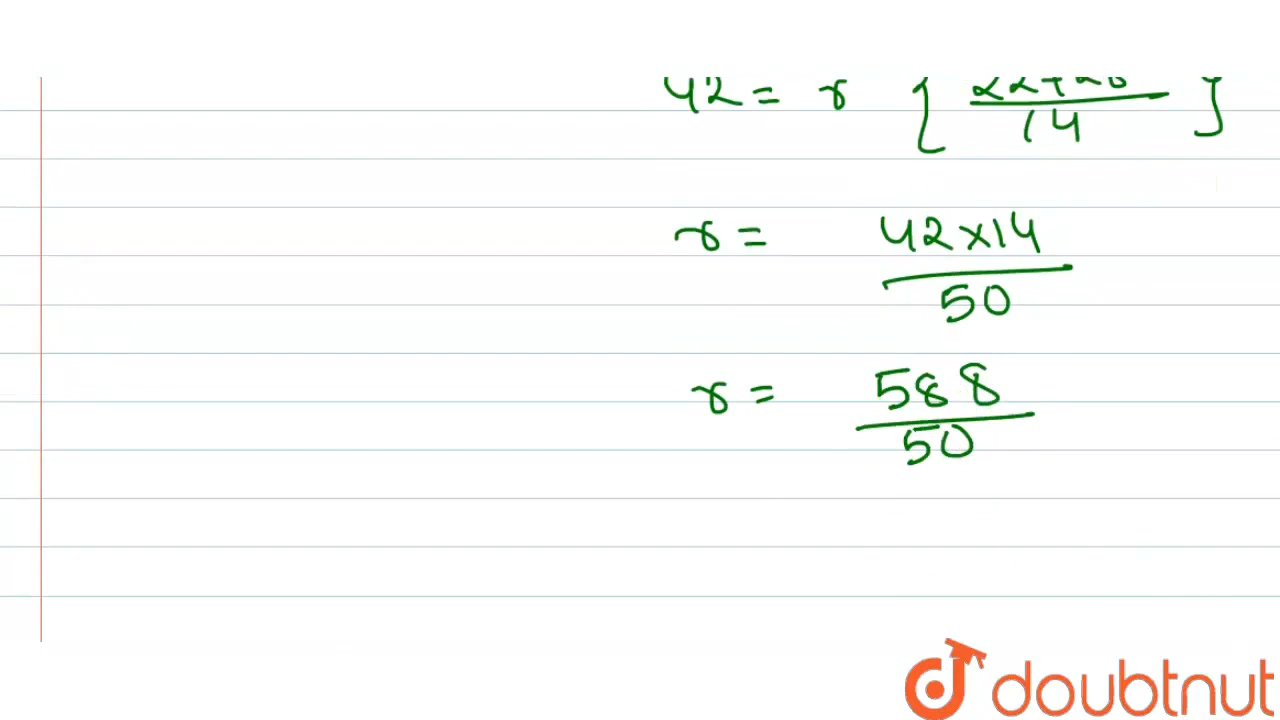 42 = r [ 22+28 / 14 ]
r = 42×14 / 50
r = 588 / 50
doubtnut